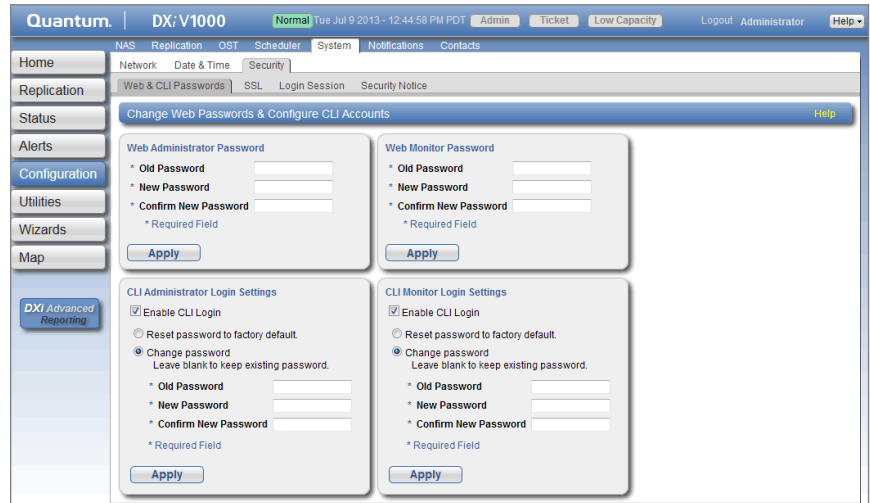 Quantum. DXi V1000 Normal Tue Jul 9 2013 - 12:44:58 PM PDT Admin Ticket Low Capacity Logout Administrator Help
NAS Replication OST Scheduler System Notifications Contacts
Network Date & Time Security
Web & CLI Passwords SSL Login Session Security Notice
Home
Replication
Status
Alerts
Configuration
Utilities
Wizards
Map
DXi Advanced
Reporting
Change Web Passwords & Configure CLI Accounts Help
Web Administrator Password
* Old Password
* New Password
* Confirm New Password
* Required Field
Apply
Web Monitor Password
* Old Password
* New Password
* Confirm New Password
* Required Field
Apply
CLI Administrator Login Settings
Enable CLI Login
Reset password to factory default.
Change password
Leave blank to keep existing password.
* Old Password
* New Password
* Confirm New Password
* Required Field
Apply
CLI Monitor Login Settings
Enable CLI Login
Reset password to factory default.
Change password
Leave blank to keep existing password.
* Old Password
* New Password
* Confirm New Password
* Required Field
Apply